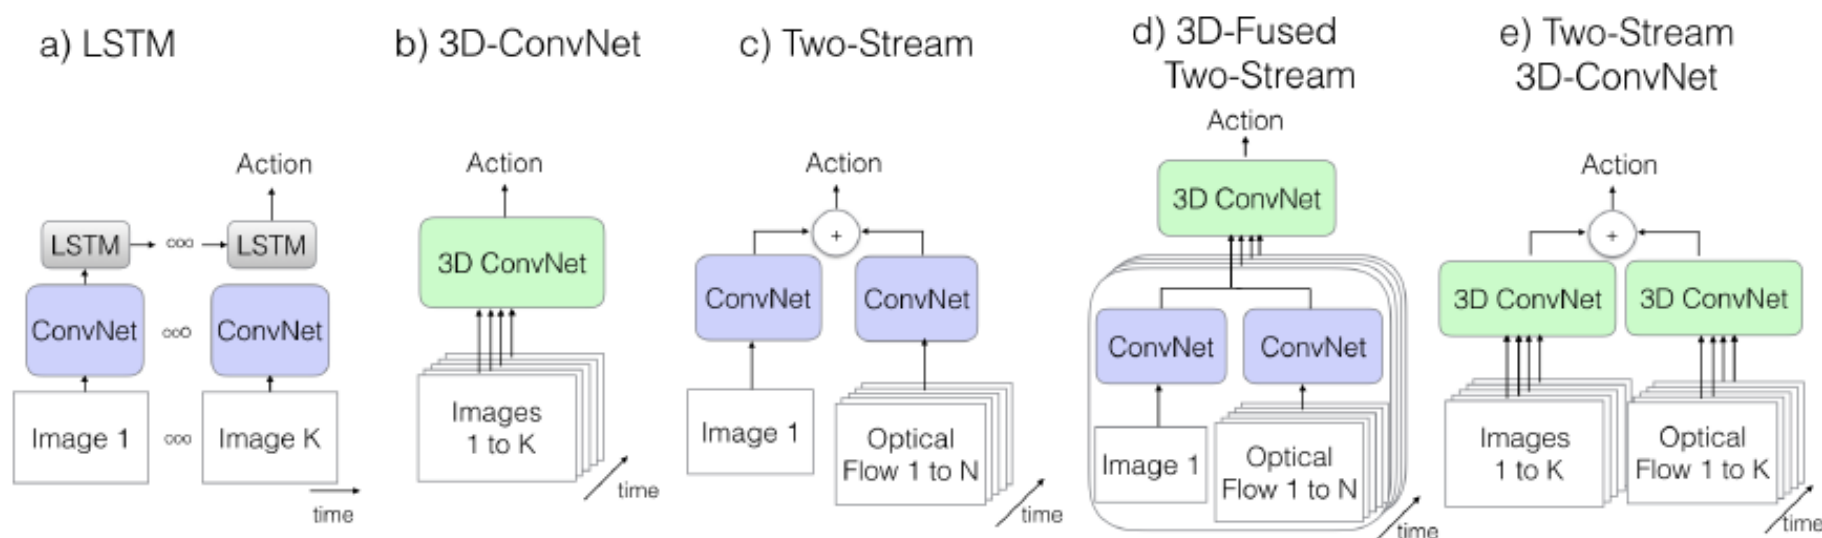 a) LSTM
Action
LSTM
∞∞
LSTM
ConvNet
∞∞
ConvNet
Image 1
∞∞
Image K
time
b) 3D-ConvNet
Action
3D ConvNet
Images
1 to K
time
c) Two-Stream
Action
+
ConvNet
ConvNet
Image 1
Optical
Flow 1 to N
time
d) 3D-Fused
Two-Stream
Action
3D ConvNet
ConvNet
ConvNet
Image 1
Optical
Flow 1 to N
time
e) Two-Stream
3D-ConvNet
Action
+
3D ConvNet
3D ConvNet
Images
1 to K
Optical
Flow 1 to K
time